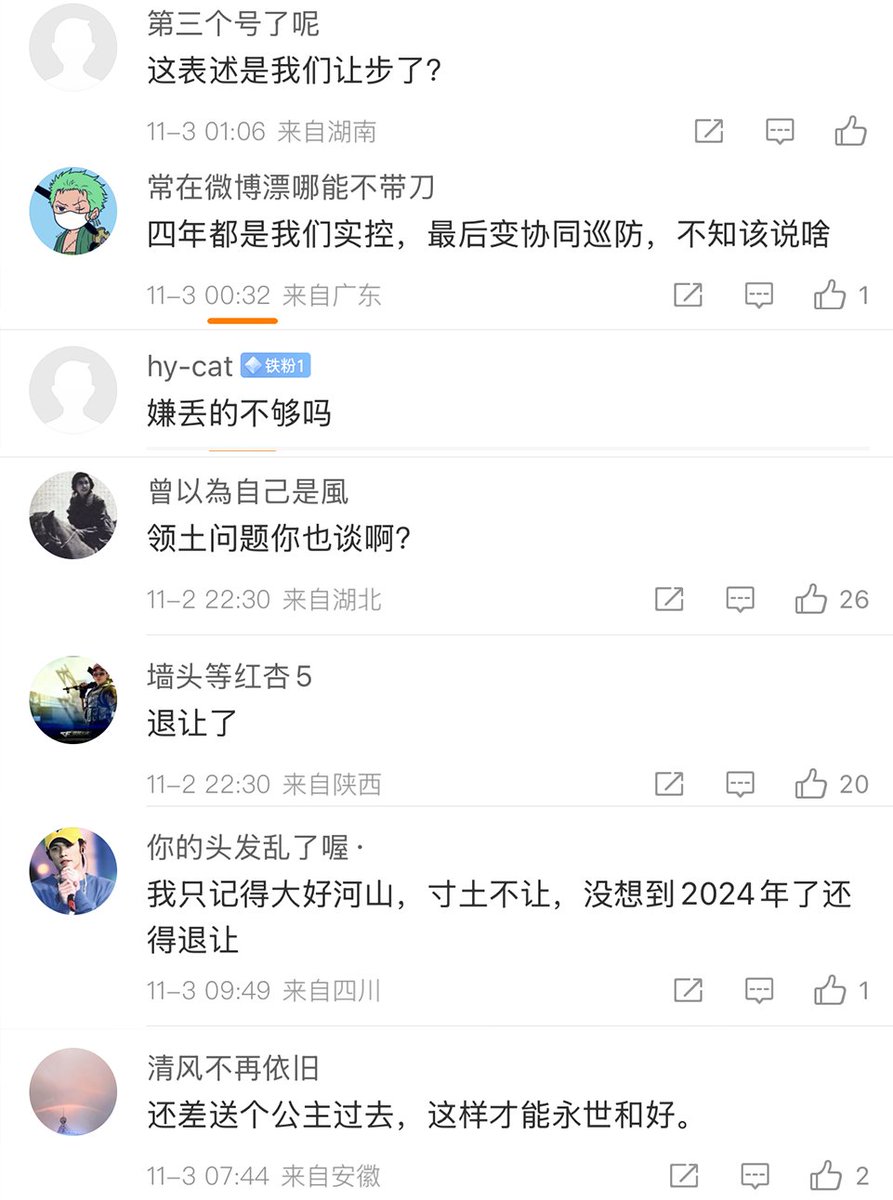 第三个号了呢
这表述是我们让步了?
11-3 01:06 来自湖南
常在微博漂哪能不带刀
四年都是我们实控，最后变协同巡防，不知该说啥
11-3 00:32 来自广东
1
hy-cat 铁粉1
嫌丢的不够吗
曾以為自己是風
领土问题你也谈啊?
11-2 22:30 来自湖北
26
墙头等红杏5
退让了
11-2 22:30 来自陕西
20
你的头发乱了喔·
我只记得大好河山，寸土不让，没想到2024年了还
得退让
11-3 09:49 来自四川
1
清风不再依旧
还差送个公主过去，这样才能永世和好。
11-3 07:44 来自安徽
2